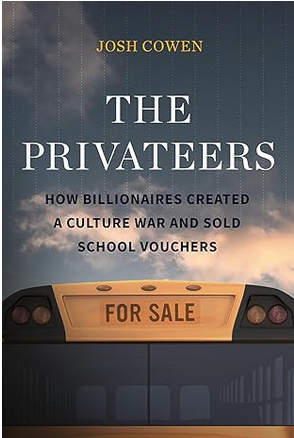 JOSH COWEN
THE
PRIVATEERS
HOW BILLIONAIRES CREATED
A CULTURE WAR AND SOLD
SCHOOL VOUCHERS
FOR SALE